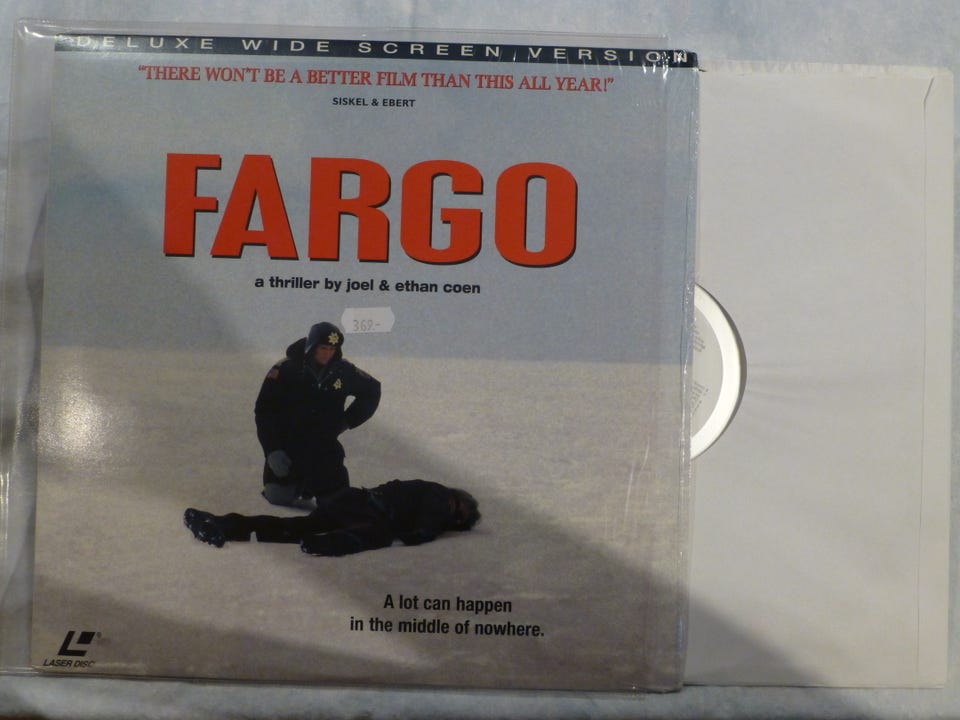 DELUXE WIDE SCREEN VERSION
"THERE WON'T BE A BETTER FILM THAN THIS ALL YEAR!"
SISKEL & EBERT
FARGO
a thriller by joel & ethan coen
369.-
A lot can happen
in the middle of nowhere.
LASER DISC